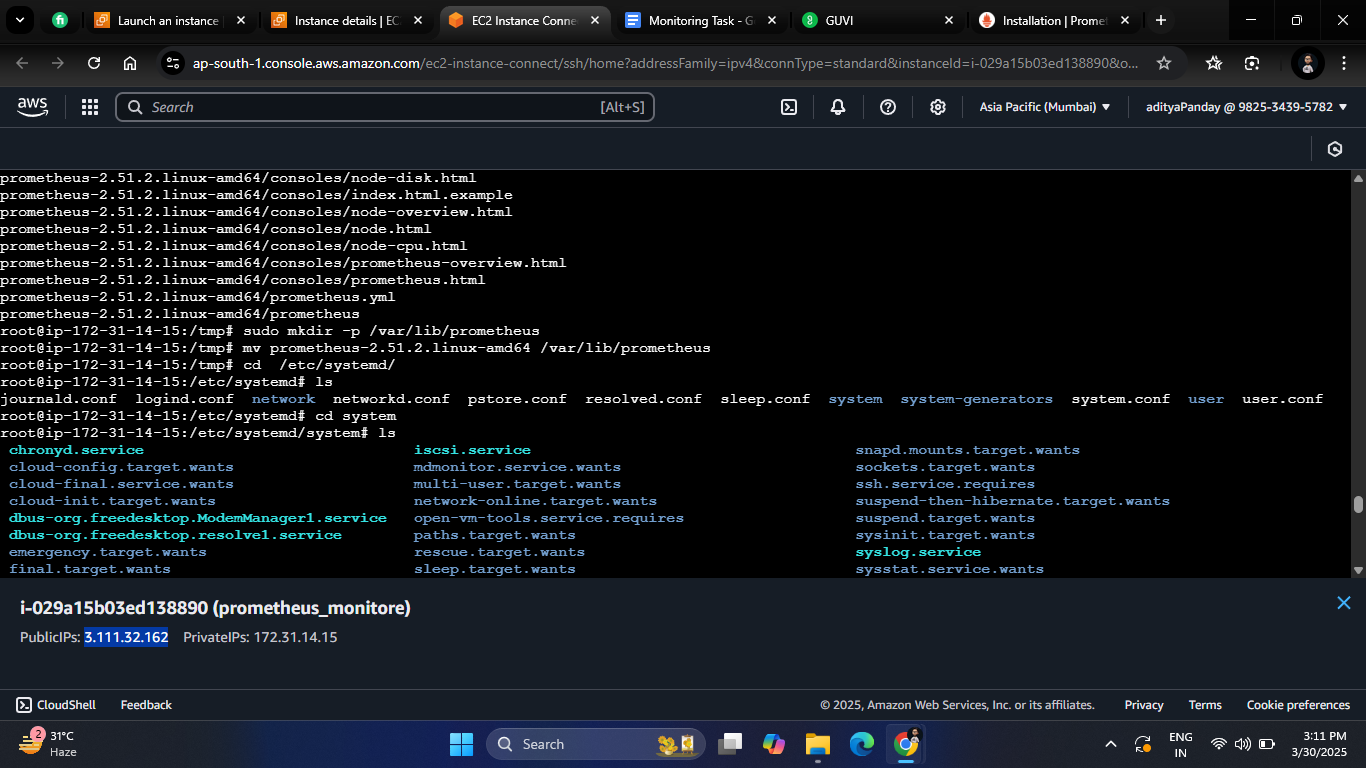 Launch an instance
Instance details | EC
EC2 Instance Conne
Monitoring Task - G
GUVI
Installation | Promet
ap-south-1.console.aws.amazon.com/ec2-instance-connect/ssh/home?addressFamily=ipv4&connType=standard&instanceId=i-029a15b03ed138890&o...
aws
Search
[Alt+S]
Asia Pacific (Mumbai)
adityaPanday @ 9825-3439-5782
prometheus-2.51.2.linux-amd64/consoles/node-disk.html
prometheus-2.51.2.linux-amd64/consoles/index.html.example
prometheus-2.51.2.linux-amd64/consoles/node-overview.html
prometheus-2.51.2.linux-amd64/consoles/node.html
prometheus-2.51.2.linux-amd64/consoles/node-cpu.html
prometheus-2.51.2.linux-amd64/consoles/prometheus-overview.html
prometheus-2.51.2.linux-amd64/consoles/prometheus.html
prometheus-2.51.2.linux-amd64/prometheus.yml
prometheus-2.51.2.linux-amd64/prometheus
root@ip-172-31-14-15:/tmp# sudo mkdir -p /var/lib/prometheus
root@ip-172-31-14-15:/tmp# mv prometheus-2.51.2.linux-amd64 /var/lib/prometheus
root@ip-172-31-14-15:/tmp# cd  /etc/systemd/
root@ip-172-31-14-15:/etc/systemd# ls
journald.conf  logind.conf  network  networkd.conf  pstore.conf  resolved.conf  sleep.conf  system  system-generators  system.conf  user  user.conf
root@ip-172-31-14-15:/etc/systemd# cd system
root@ip-172-31-14-15:/etc/systemd/system# ls
chronyd.service  iscsi.service  snapd.mounts.target.wants
cloud-config.target.wants  mdmonitor.service.wants  sockets.target.wants
cloud-final.service.wants  multi-user.target.wants  ssh.service.requires
cloud-init.target.wants  network-online.target.wants  suspend-then-hibernate.target.wants
dbus-org.freedesktop.ModemManager1.service  open-vm-tools.service.requires  suspend.target.wants
dbus-org.freedesktop.resolve1.service  paths.target.wants  sysinit.target.wants
emergency.target.wants  rescue.target.wants  syslog.service
final.target.wants  sleep.target.wants  sysstat.service.wants
i-029a15b03ed138890 (prometheus_monitore)
PublicIPs: 3.111.32.162  PrivateIPs: 172.31.14.15
CloudShell
Feedback
© 2025, Amazon Web Services, Inc. or its affiliates.
Privacy
Terms
Cookie preferences
2
31°C
Haze
Search
ENG
IN
3:11 PM
3/30/2025